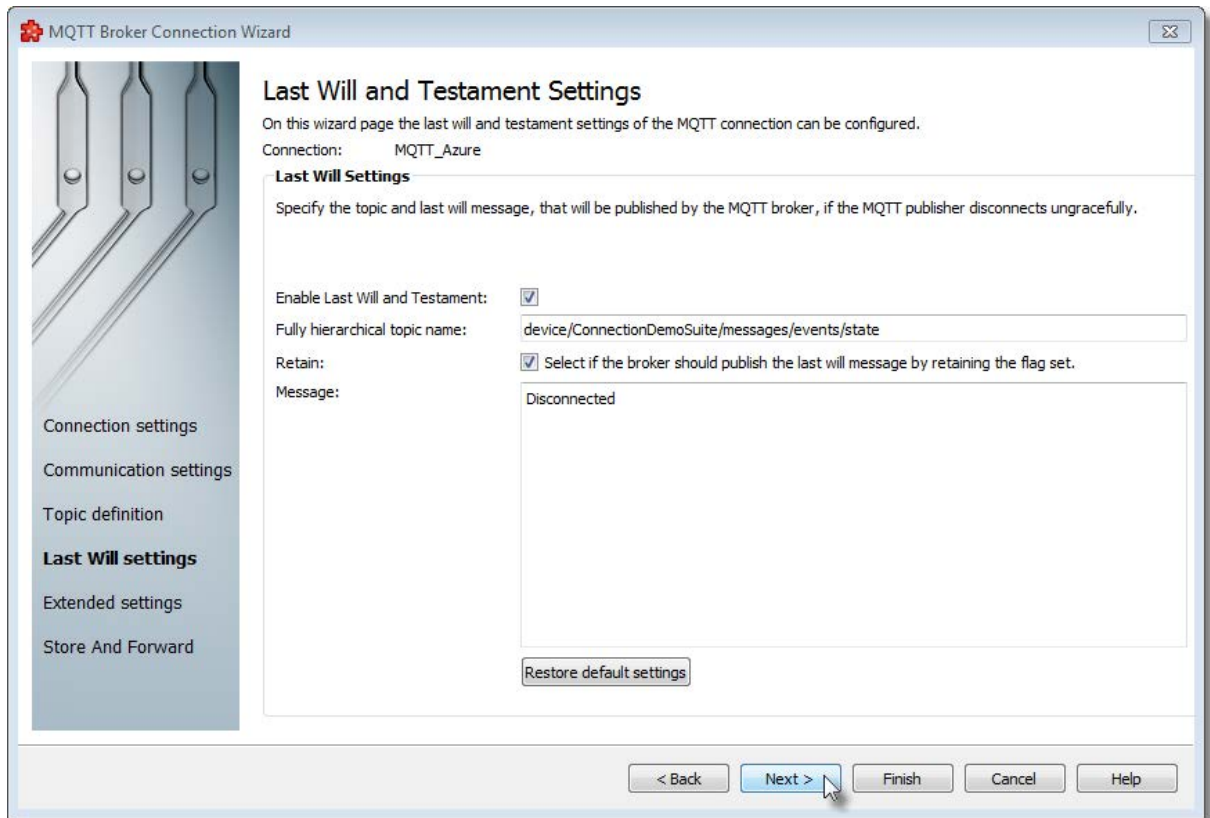 MQTT Broker Connection Wizard
Last Will and Testament Settings
On this wizard page the last will and testament settings of the MQTT connection can be configured.
Connection: MQTT_Azure
Last Will Settings
Specify the topic and last will message, that will be published by the MQTT broker, if the MQTT publisher disconnects ungracefully.
Enable Last Will and Testament:
Fully hierarchical topic name: device/ConnectionDemoSuite/messages/events/state
Retain: Select if the broker should publish the last will message by retaining the flag set.
Message: Disconnected
Connection settings
Communication settings
Topic definition
Last Will settings
Extended settings
Store And Forward
Restore default settings
< Back Next > Finish Cancel Help